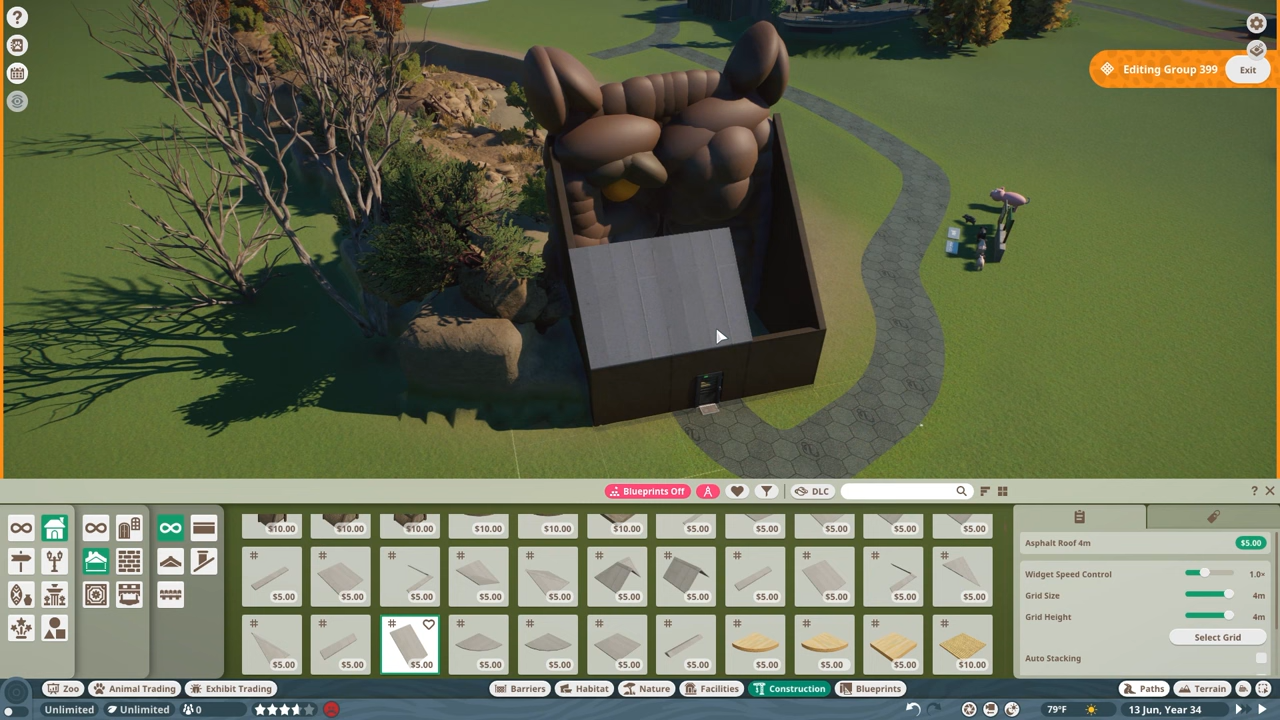 ?
Editing Group 399
Exit
Blueprints Off
DLC
?
$10.00 $10.00 $10.00 $10.00 $10.00 $10.00 $5.00 $5.00 $5.00 $5.00 $5.00
$5.00 $5.00 $5.00 $5.00 $5.00 $5.00 $5.00 $5.00 $5.00 $5.00 $5.00
$5.00 $5.00 $5.00 $5.00 $5.00 $5.00 $5.00 $5.00 $5.00 $5.00 $10.00
Asphalt Roof 4m $5.00
Widget Speed Control 1.0×
Grid Size 4m
Grid Height 4m
Select Grid
Auto Stacking
Zoo Animal Trading Exhibit Trading Barriers Habitat Nature Facilities Construction Blueprints Paths Terrain
Unlimited Unlimited 0 79°F 13 Jun, Year 34